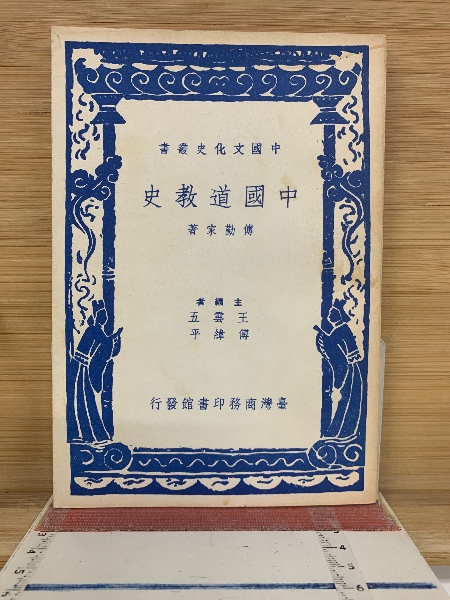 中國文化史叢書
中國道教史
傅勤家著
主編者
王雲五
傅緯平
臺灣商務印書館發行